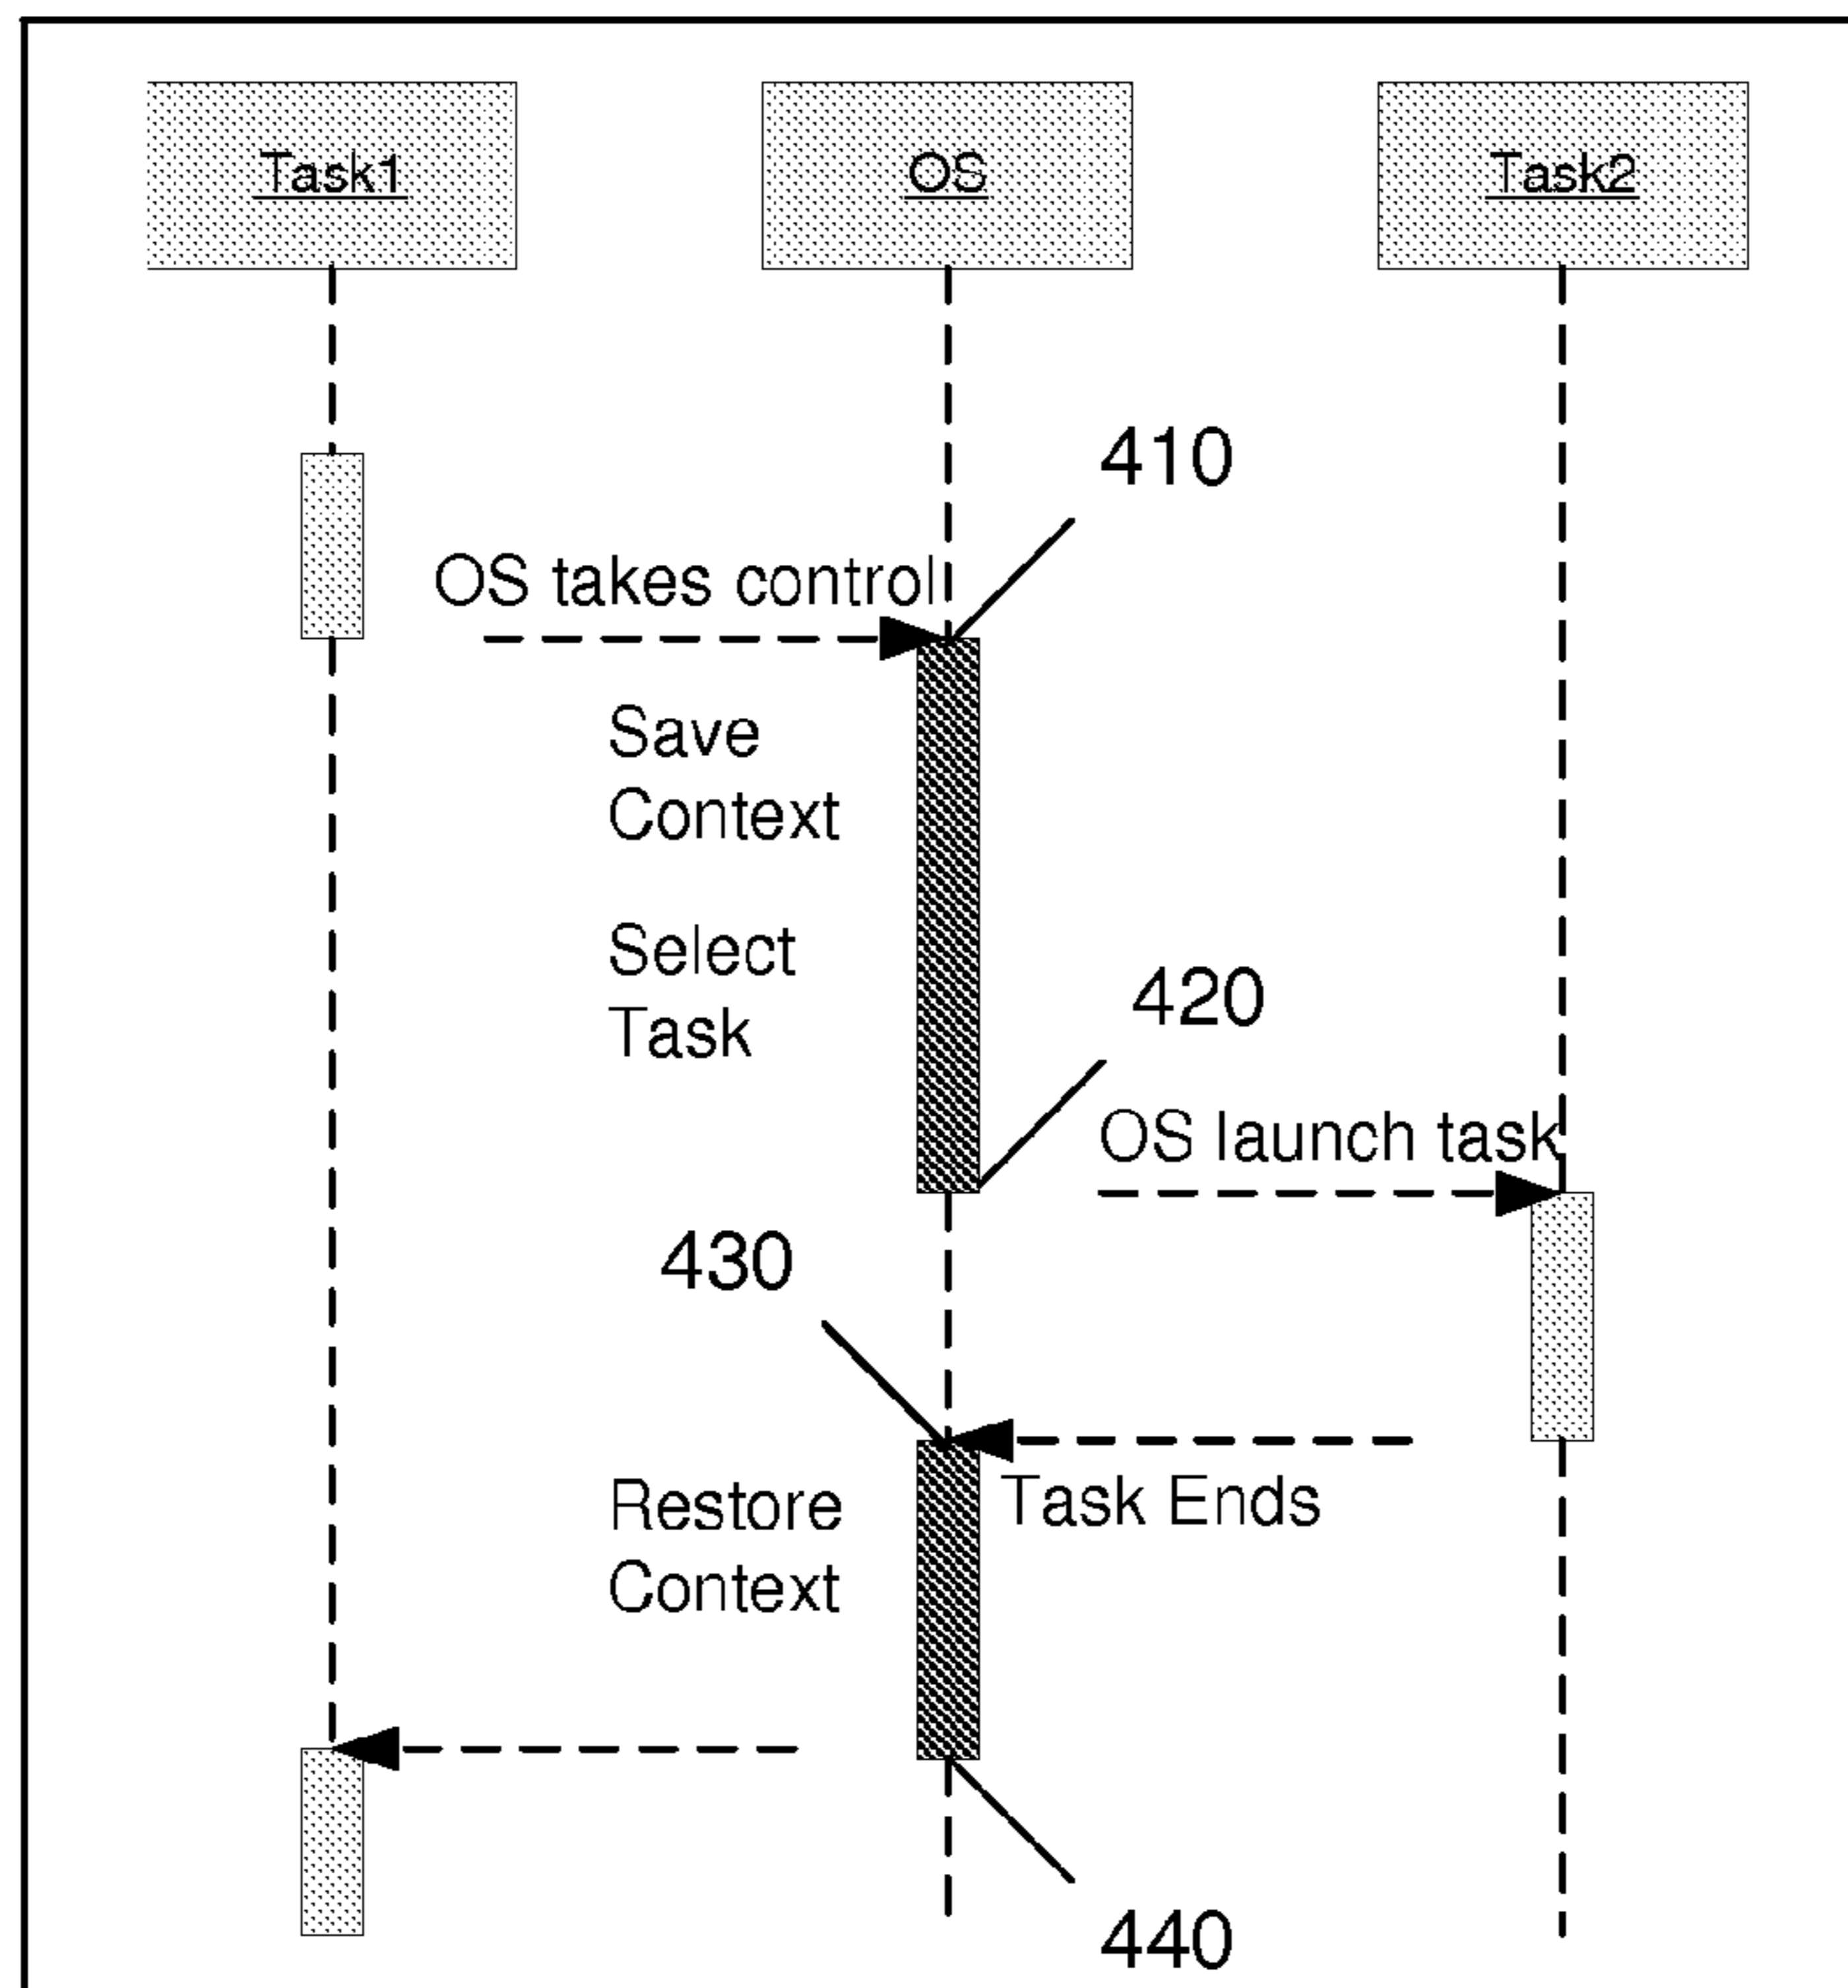 Task1
OS
Task2
410
OS takes control
Save
Context
Select
Task
420
OS launch task
430
Restore
Context
Task Ends
440